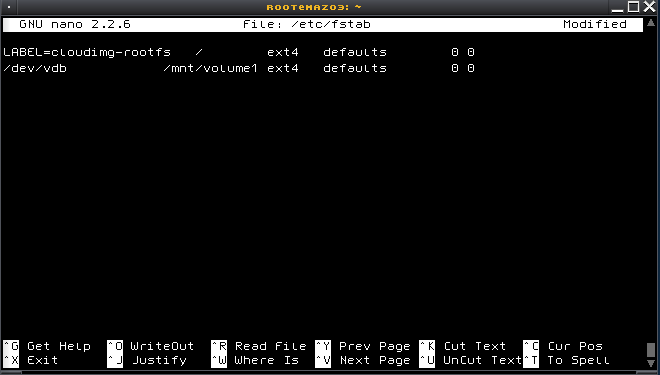 ROOT@MAZ03: ~
GNU nano 2.2.6 File: /etc/fstab Modified
LABEL=cloudimg-rootfs / ext4 defaults 0 0
/dev/vdb /mnt/volume1 ext4 defaults 0 0
^G Get Help ^O WriteOut ^R Read File ^Y Prev Page ^K Cut Text ^C Cur Pos
^X Exit ^J Justify ^W Where Is ^V Next Page ^U UnCut Text ^T To Spell